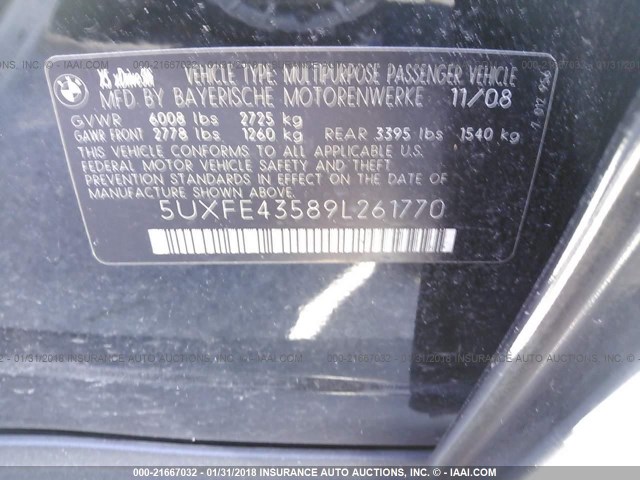 X5 xDrive30i VEHICLE TYPE: MULTIPURPOSE PASSENGER VEHICLE
MFD BY BAYERISCHE MOTORENWERKE 11/08
GVWR 6008 lbs 2725 kg
GAWR FRONT 2778 lbs 1260 kg REAR 3395 lbs 1540 kg
THIS VEHICLE CONFORMS TO ALL APPLICABLE U.S.
FEDERAL MOTOR VEHICLE SAFETY AND THEFT
PREVENTION STANDARDS IN EFFECT ON THE DATE OF
MANUFACTURE SHOWN ABOVE.
5UXFE43589L261770
000-21667032 - 01/31/2018 INSURANCE AUTO AUCTIONS, INC. - © IAAI.COM